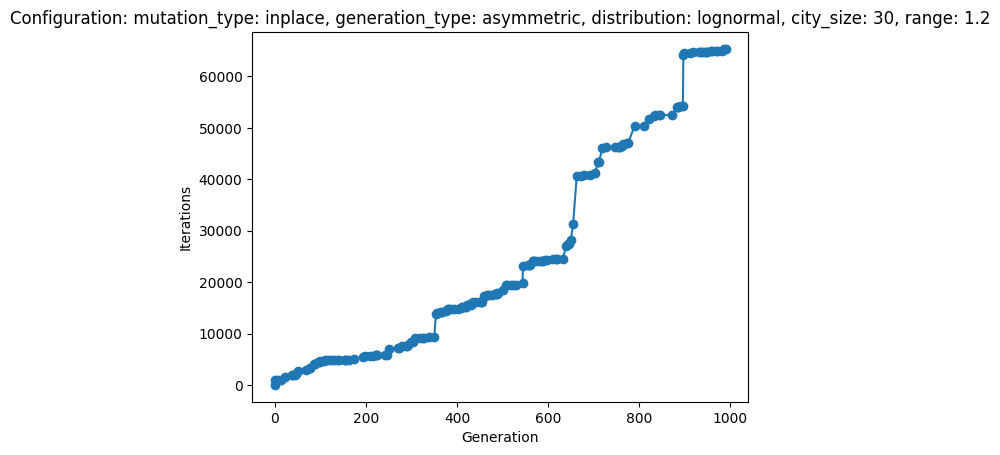 Configuration: mutation_type: inplace, generation_type: asymmetric, distribution: lognormal, city_size: 30, range: 1.2
60000
50000
40000
30000
20000
10000
0
Iterations
0 200 400 600 800 1000
Generation